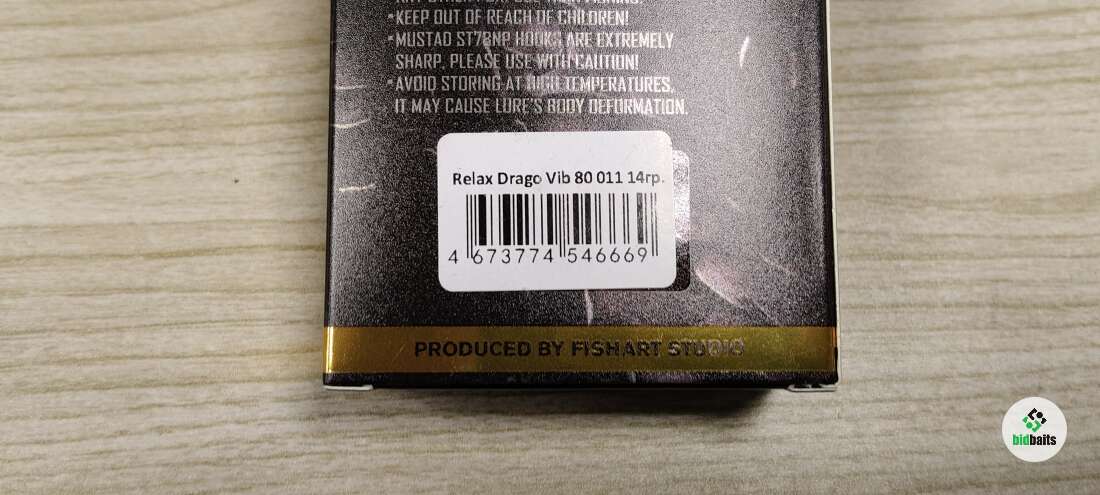 •KEEP OUT OF REACH OF CHILDREN!
•MUSTAD ST78NP HOOKS ARE EXTREMELY
SHARP, PLEASE USE WITH CAUTION!
•AVOID STORING AT HIGH TEMPERATURES,
IT MAY CAUSE LURE'S BODY DEFORMATION.
Relax Drago Vib 80 011 14гр.
4 673774 546669
PRODUCED BY FISHART STUDIO
bidbaits